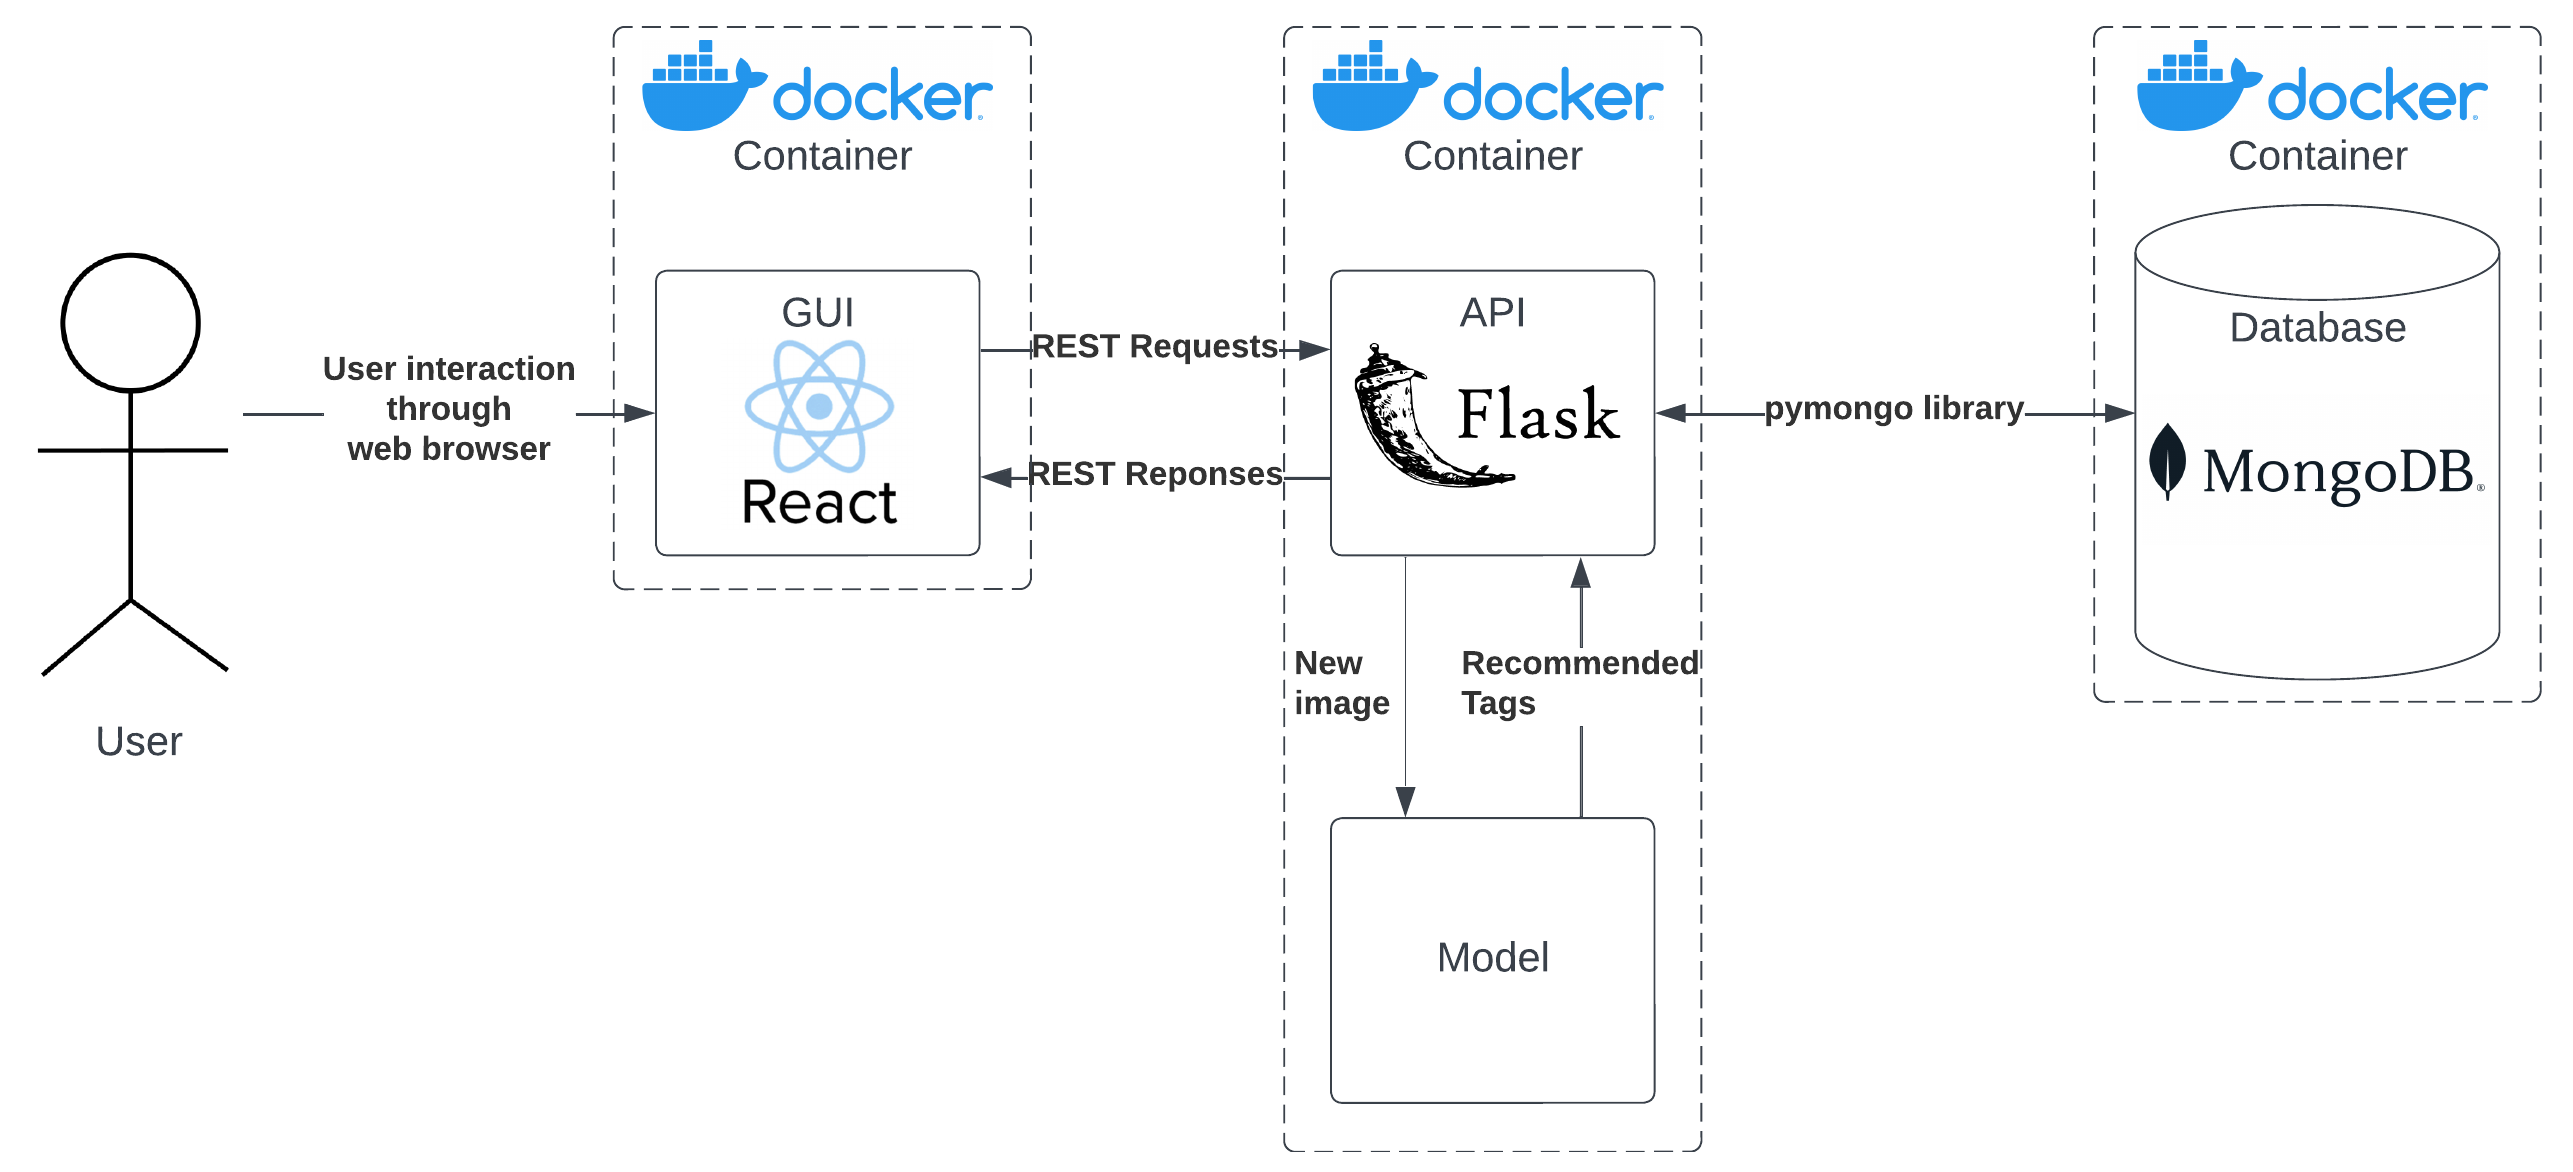 docker
Container
GUI
React
docker
Container
API
Flask
docker
Container
Database
MongoDB®
User interaction
through
web browser
REST Requests
REST Reponses
pymongo library
New
image
Recommended
Tags
Model
User